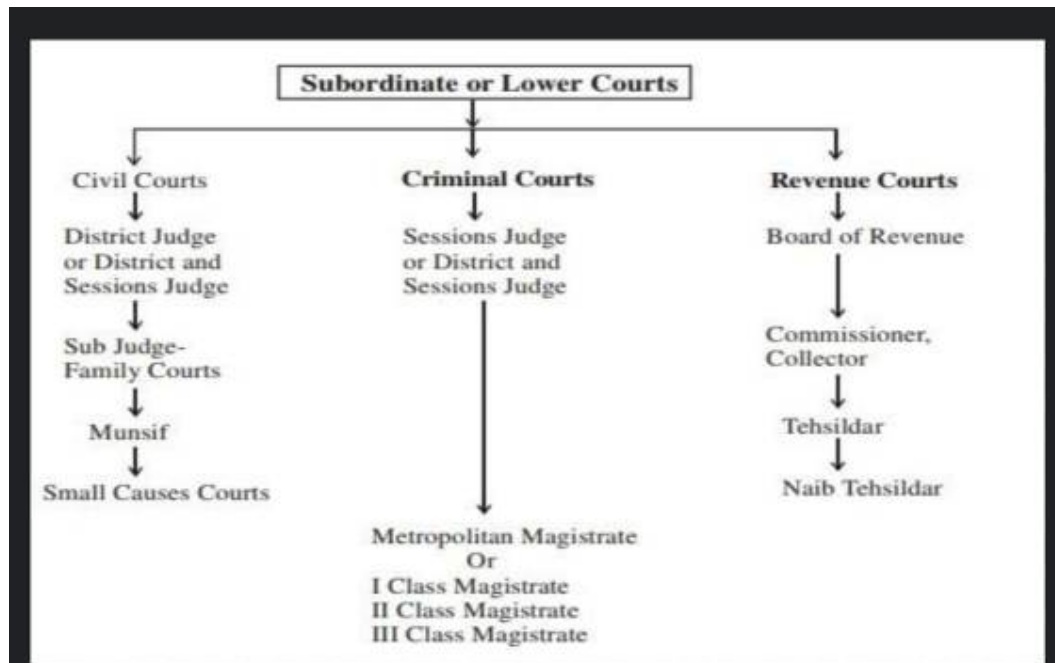 Subordinate or Lower Courts
Civil Courts
District Judge
or District and
Sessions Judge
Sub Judge-
Family Courts
Munsif
Small Causes Courts
Criminal Courts
Sessions Judge
or District and
Sessions Judge
Metropolitan Magistrate
Or
I Class Magistrate
II Class Magistrate
III Class Magistrate
Revenue Courts
Board of Revenue
Commissioner,
Collector
Tehsildar
Naib Tehsildar